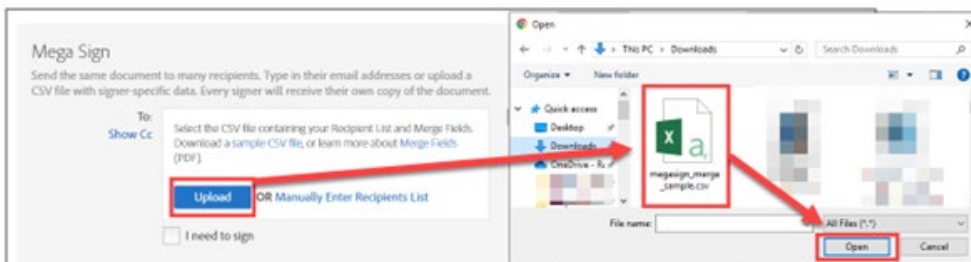 Mega Sign
Send the same document to many recipients. Type in their email addresses or upload a
CSV file with signer-specific data. Every signer will receive their own copy of the document.
To:
Show Cc
Select the CSV file containing your Recipient List and Merge Fields.
Download a sample CSV file, or learn more about Merge Fields
(PDF).
Upload OR Manually Enter Recipients List
I need to sign
Open
This PC > Downloads
Search Downloads
Organize New folder
Quick access
Desktop
Downloads
OneDrive - R
megasign_merge
_sample.csv
File name:
All Files (*.*)
Open Cancel